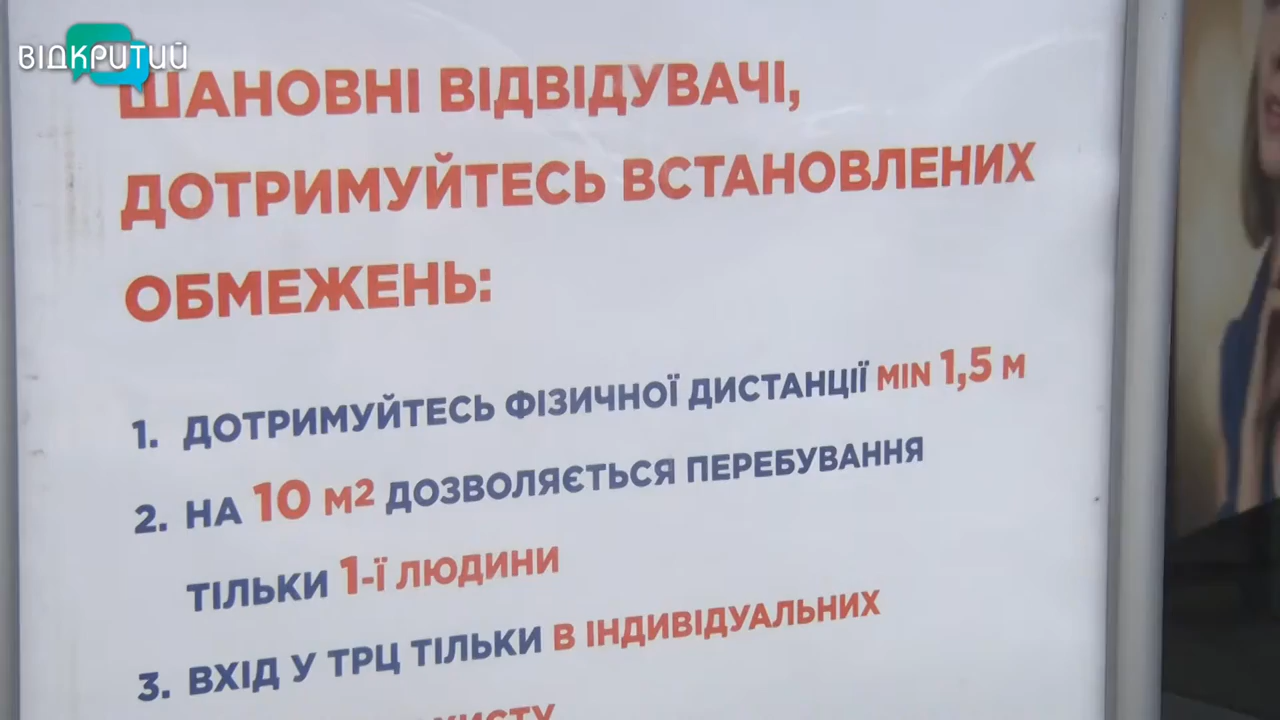 ВІДКРИТИЙ
ШАНОВНІ ВІДВІДУВАЧІ,
ДОТРИМУЙТЕСЬ ВСТАНОВЛЕНИХ
ОБМЕЖЕНЬ:
1. ДОТРИМУЙТЕСЬ ФІЗИЧНОЇ ДИСТАНЦІЇ MIN 1,5 М
2. НА 10 М2 ДОЗВОЛЯЄТЬСЯ ПЕРЕБУВАННЯ
ТІЛЬКИ 1-Ї ЛЮДИНИ
3. ВХІД У ТРЦ ТІЛЬКИ В ІНДИВІДУАЛЬНИХ